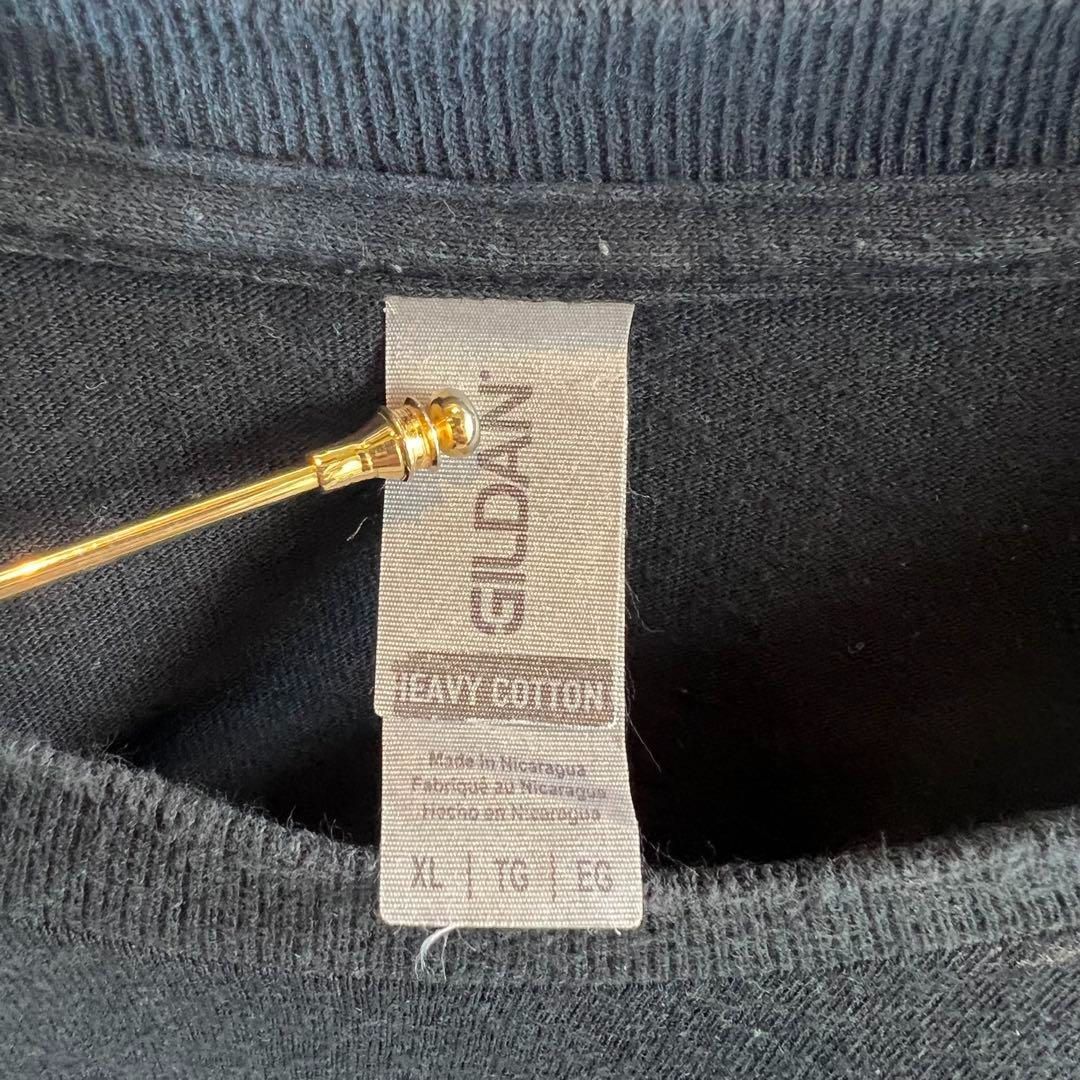 GILDAN
HEAVY COTTON
Made in Nicaragua
Fabriqué au Nicaragua
Hecho en Nicaragua
XL | TG | EG